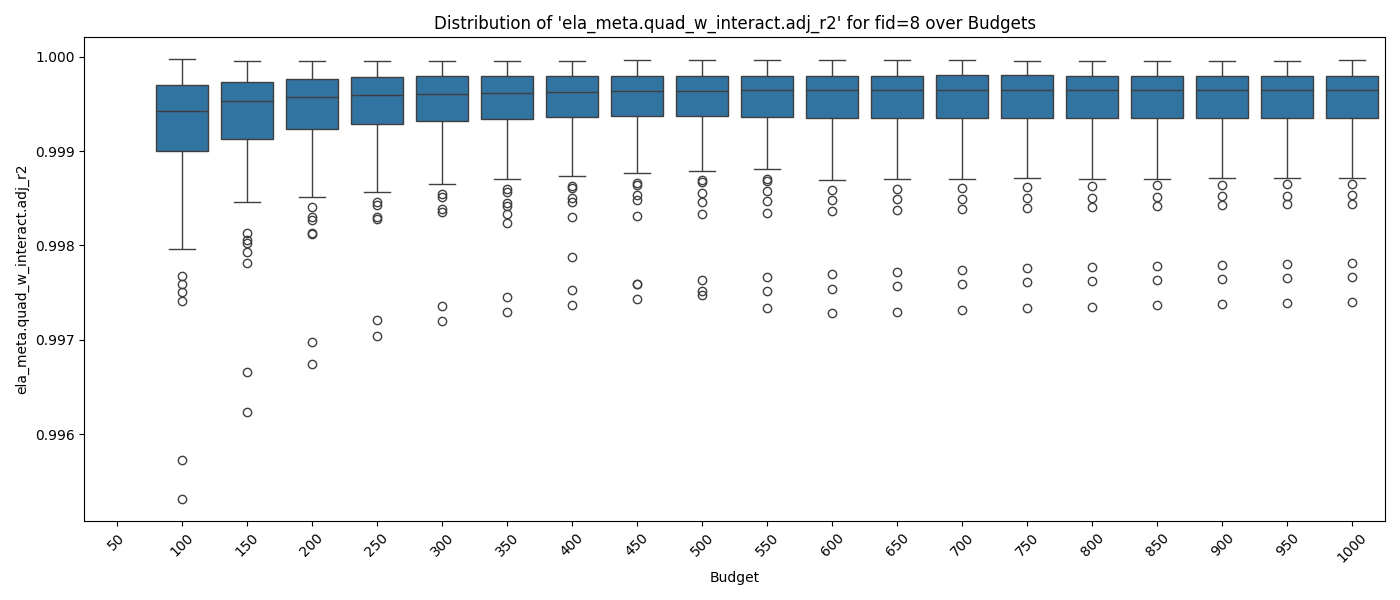 Distribution of 'ela_meta.quad_w_interact.adj_r2' for fid=8 over Budgets
ela_meta.quad_w_interact.adj_r2
1.000
0.999
0.998
0.997
0.996
50 100 150 200 250 300 350 400 450 500 550 600 650 700 750 800 850 900 950 1000
Budget